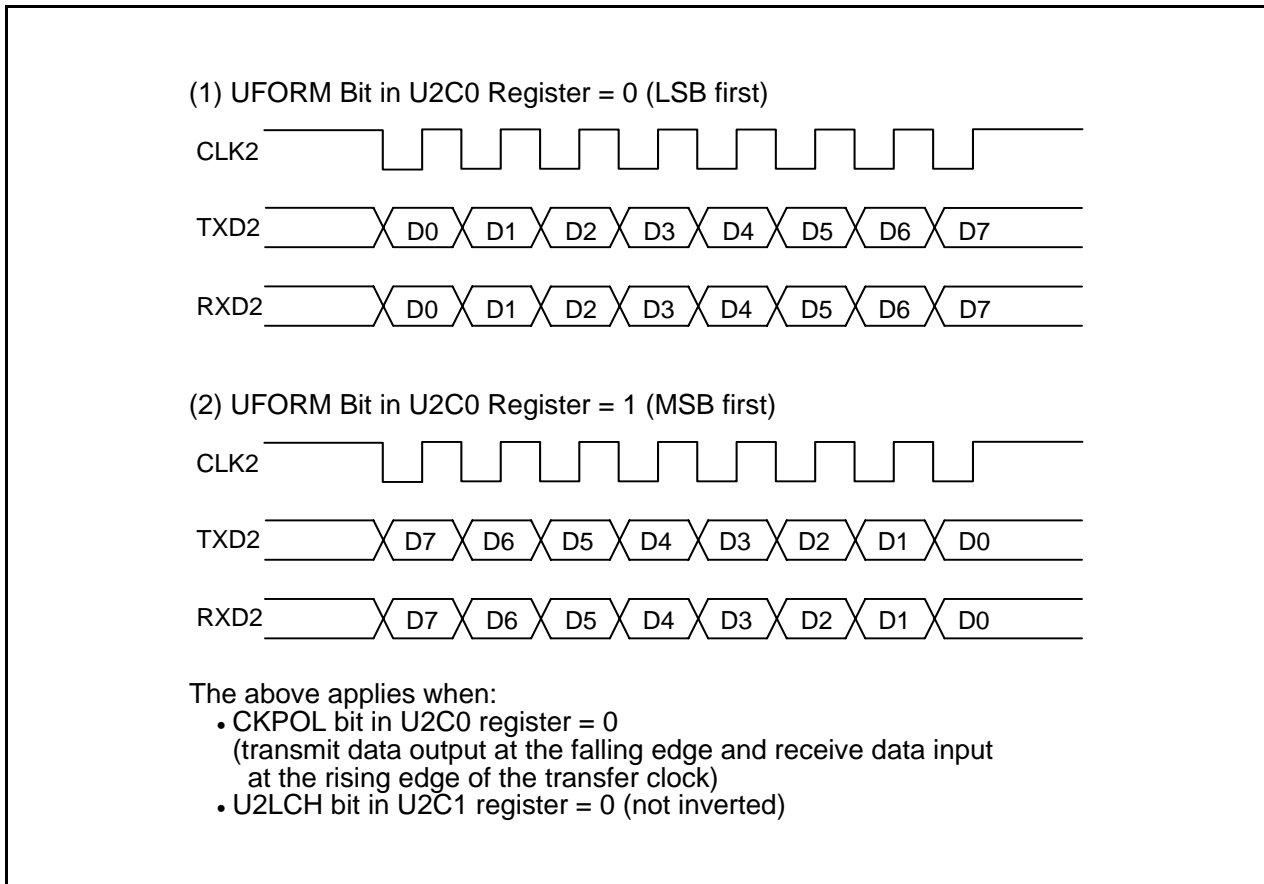 (1) UFORM Bit in U2C0 Register = 0 (LSB first)
CLK2
TXD2 D0 D1 D2 D3 D4 D5 D6 D7
RXD2 D0 D1 D2 D3 D4 D5 D6 D7
(2) UFORM Bit in U2C0 Register = 1 (MSB first)
CLK2
TXD2 D7 D6 D5 D4 D3 D2 D1 D0
RXD2 D7 D6 D5 D4 D3 D2 D1 D0
The above applies when:
• CKPOL bit in U2C0 register = 0
(transmit data output at the falling edge and receive data input
at the rising edge of the transfer clock)
• U2LCH bit in U2C1 register = 0 (not inverted)